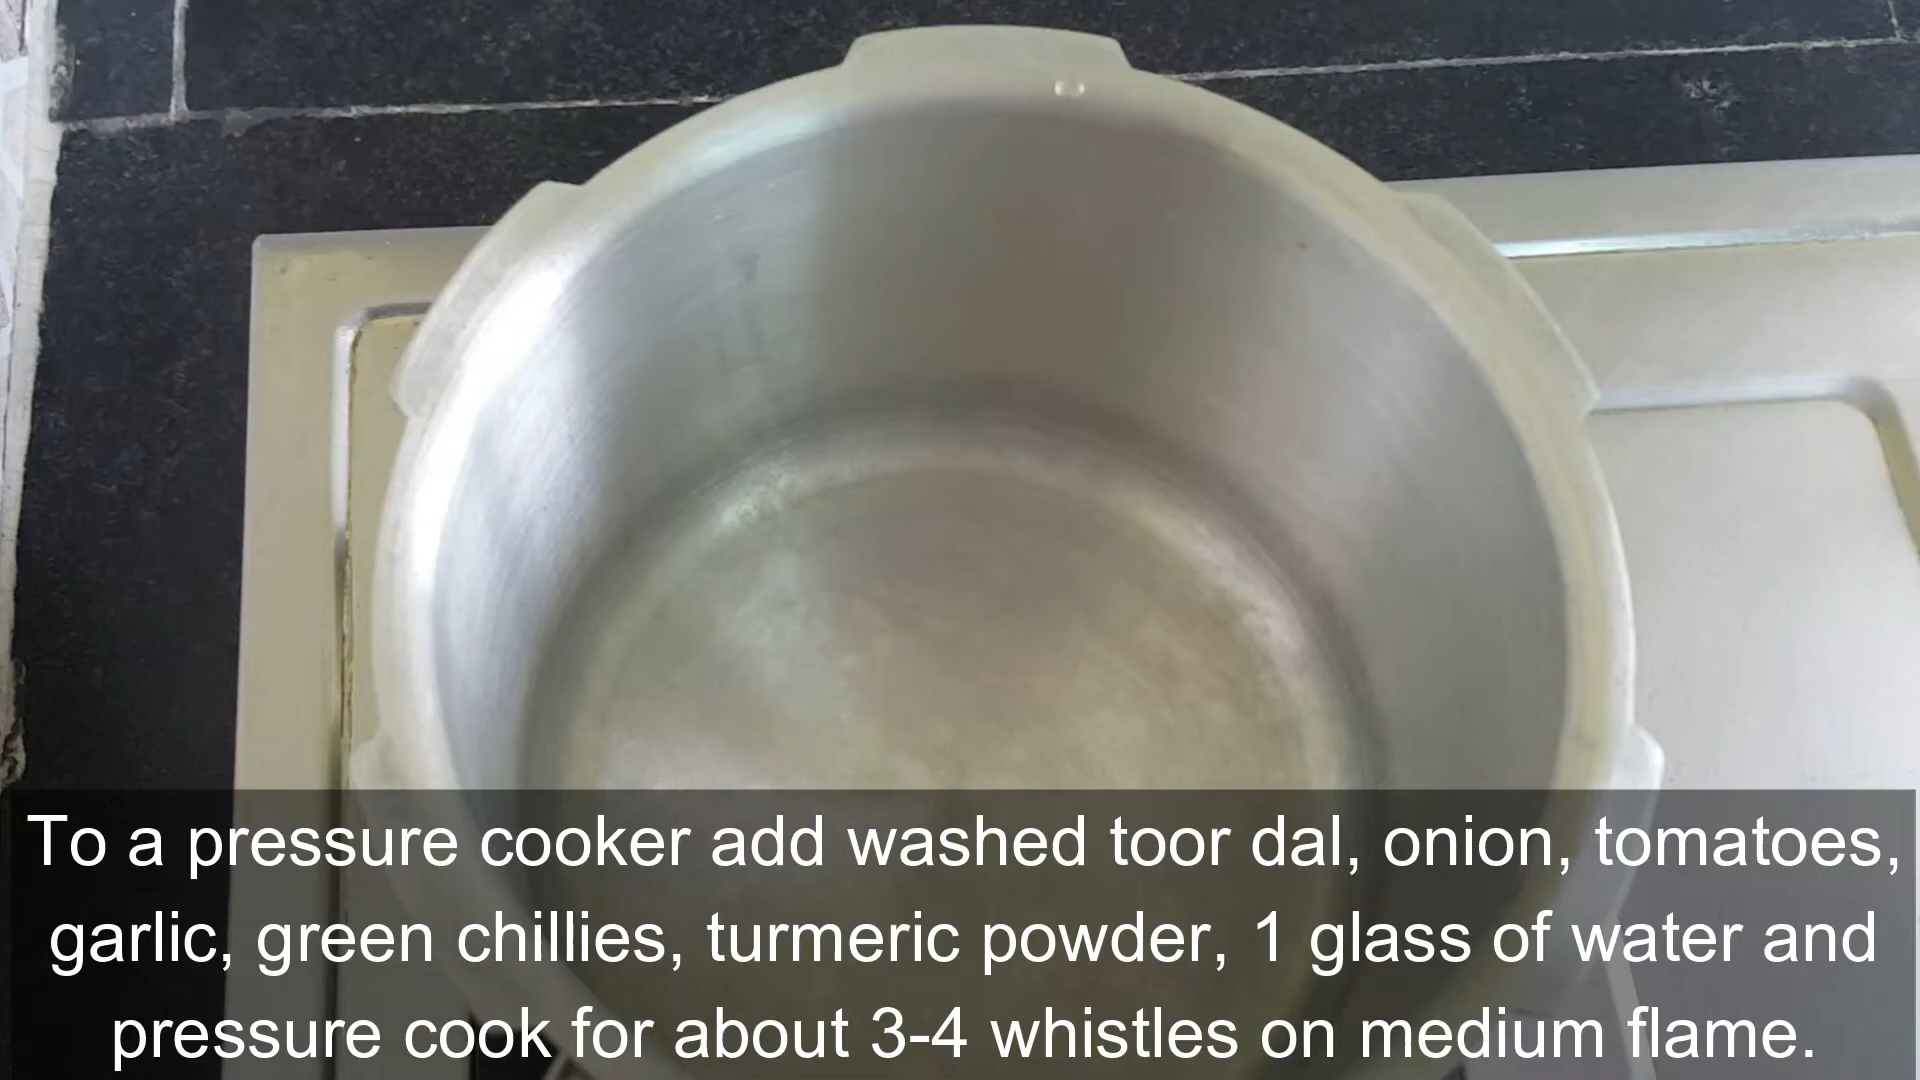 To a pressure cooker add washed toor dal, onion, tomatoes,
garlic, green chillies, turmeric powder, 1 glass of water and
pressure cook for about 3-4 whistles on medium flame.